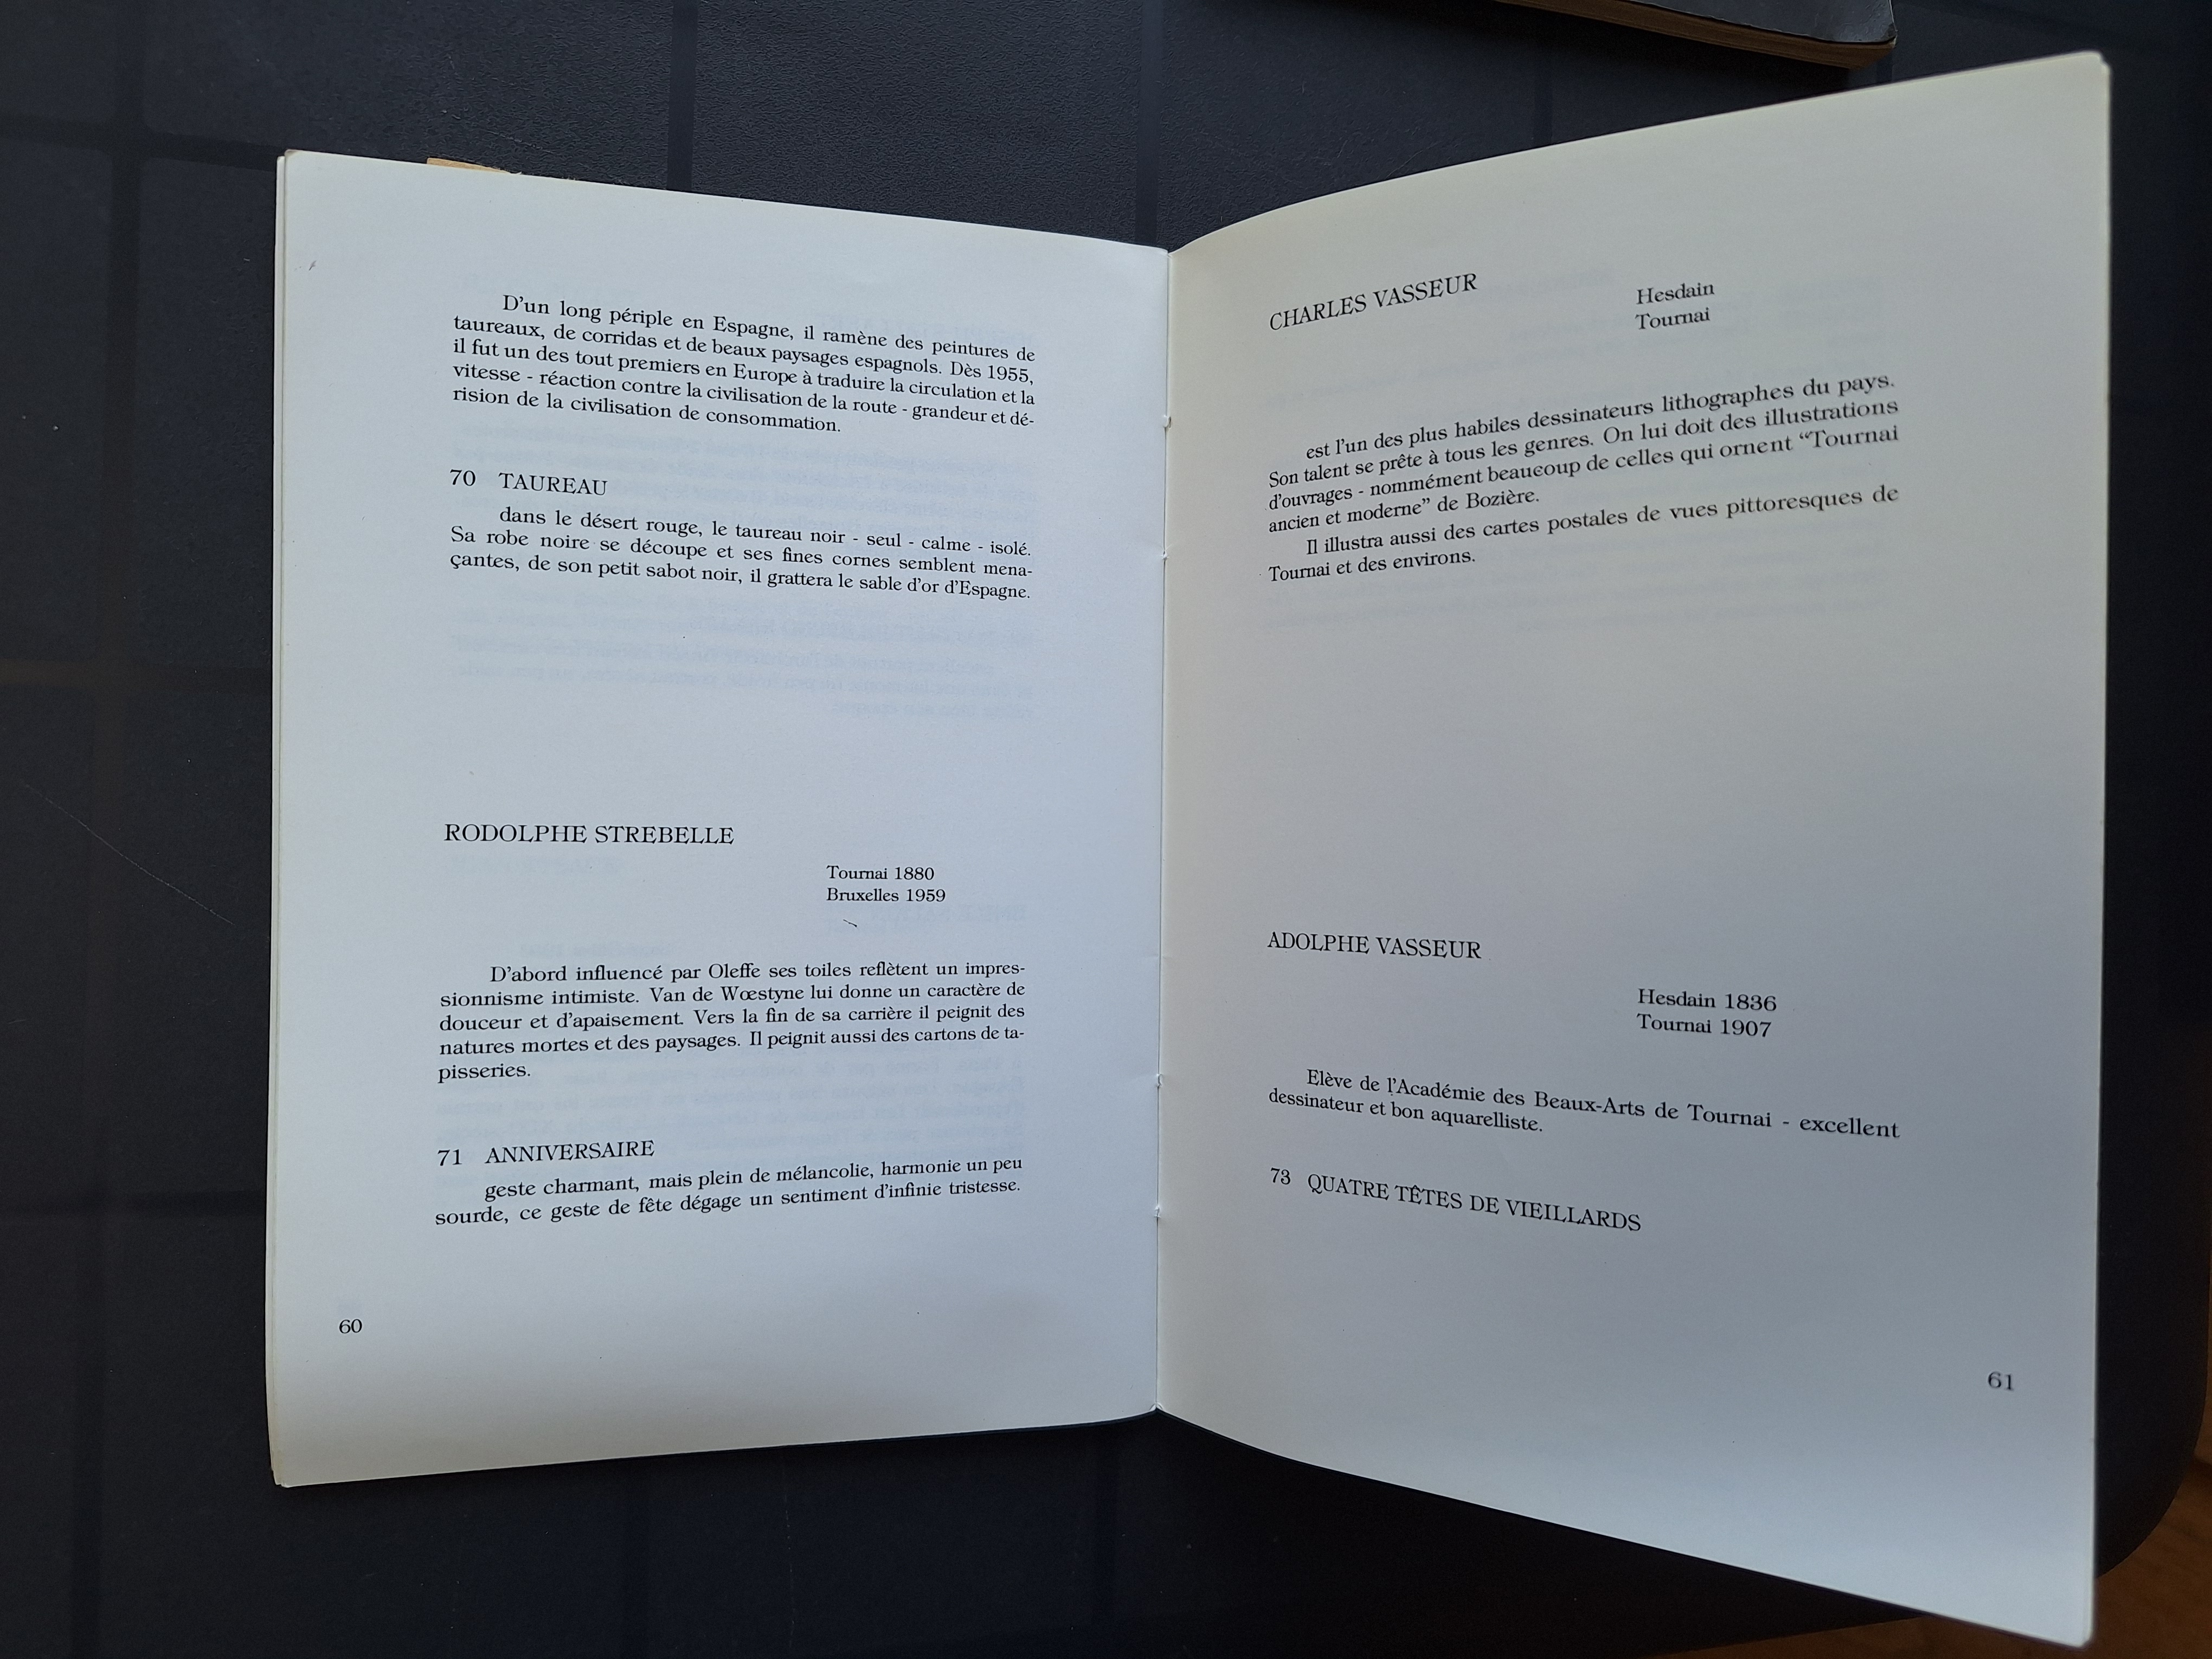 D'un long périple en Espagne, il ramène des peintures de
taureaux, de corridas et de beaux paysages espagnols. Dès 1955,
il fut un des tout premiers en Europe à traduire la circulation et la
vitesse - réaction contre la civilisation de la route - grandeur et dé-
rision de la civilisation de consommation.
70 TAUREAU
dans le désert rouge, le taureau noir - seul - calme - isolé.
Sa robe noire se découpe et ses fines cornes semblent mena-
çantes, de son petit sabot noir, il grattera le sable d'or d'Espagne.
RODOLPHE STREBELLE
Tournai 1880
Bruxelles 1959
D'abord influencé par Oleffe ses toiles reflètent un impres-
sionnisme intimiste. Van de Wœstyne lui donne un caractère de
douceur et d'apaisement. Vers la fin de sa carrière il peignit des
natures mortes et des paysages. Il peignit aussi des cartons de ta-
pisseries.
71 ANNIVERSAIRE
geste charmant, mais plein de mélancolie, harmonie un peu
sourde, ce geste de fête dégage un sentiment d'infinie tristesse.
60
CHARLES VASSEUR
Hesdain
Tournai
est l'un des plus habiles dessinateurs lithographes du pays.
Son talent se prête à tous les genres. On lui doit des illustrations
d'ouvrages - nommément beaucoup de celles qui ornent "Tournai
ancien et moderne" de Bozière.
Il illustra aussi des cartes postales de vues pittoresques de
Tournai et des environs.
ADOLPHE VASSEUR
Hesdain 1836
Tournai 1907
Elève de l'Académie des Beaux-Arts de Tournai - excellent
dessinateur et bon aquarelliste.
73 QUATRE TÊTES DE VIEILLARDS
61